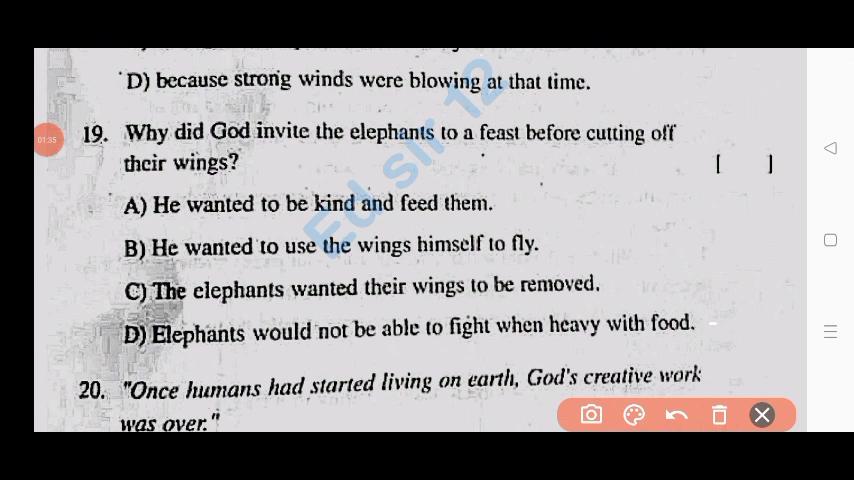 D) because strong winds were blowing at that time.
19. Why did God invite the elephants to a feast before cutting off
their wings? [ ]
A) He wanted to be kind and feed them.
B) He wanted to use the wings himself to fly.
C) The elephants wanted their wings to be removed.
D) Elephants would not be able to fight when heavy with food.
20. "Once humans had started living on earth, God's creative work
was over."
Ed sir 12
01:35